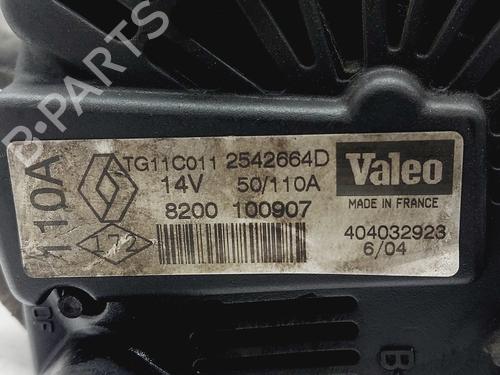 110A
TG11C011 2542664D
14V 50/110A
8200 100907
172
Valeo
MADE IN FRANCE
404032923
6/04
B-PARTS
B